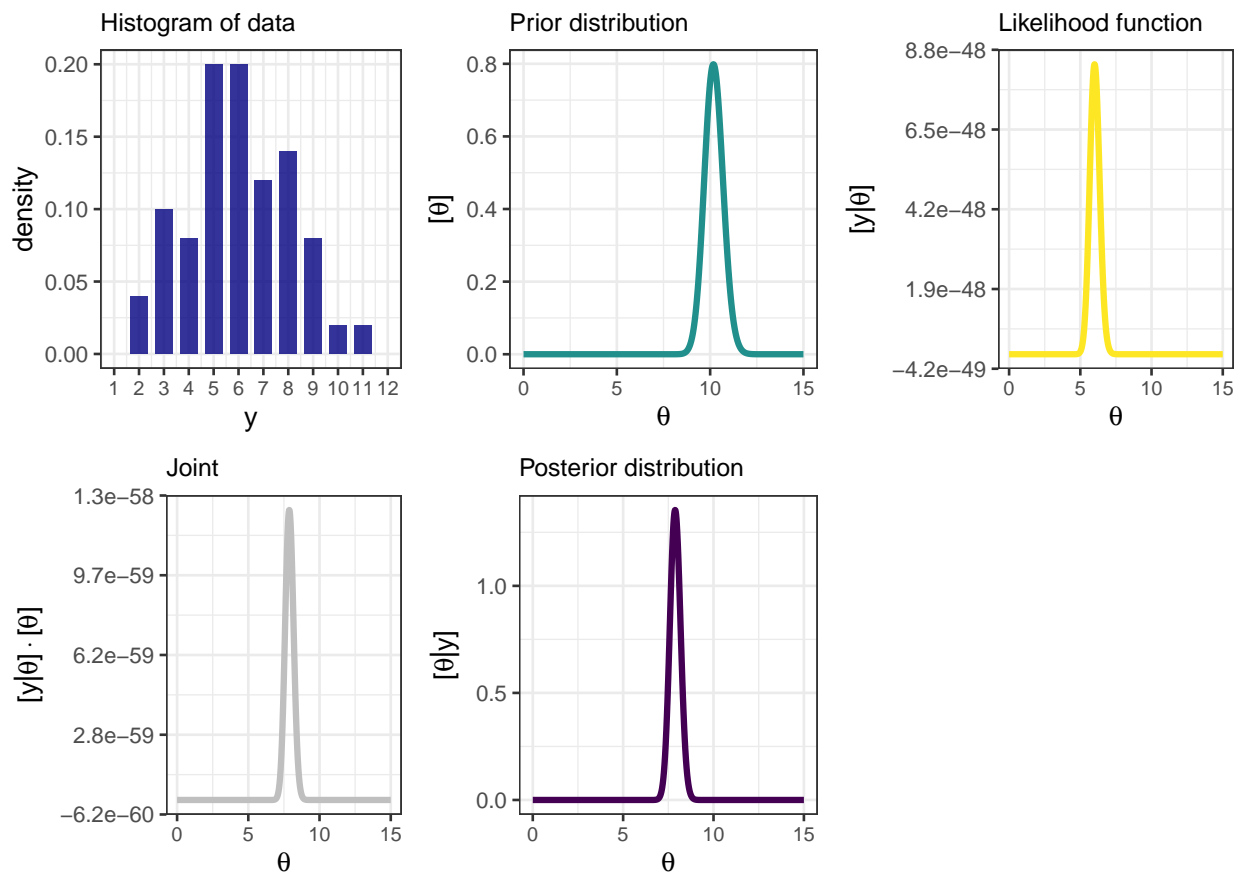 Histogram of data
density
0.20
0.15
0.10
0.05
0.00
1 2 3 4 5 6 7 8 9 10 11 12
y
Prior distribution
[θ]
0.8
0.6
0.4
0.2
0.0
0 5 10 15
θ
Likelihood function
[y|θ]
8.8e−48
6.5e−48
4.2e−48
1.9e−48
−4.2e−49
0 5 10 15
θ
Joint
[y|θ] · [θ]
1.3e−58
9.7e−59
6.2e−59
2.8e−59
−6.2e−60
0 5 10 15
θ
Posterior distribution
[θ|y]
1.0
0.5
0.0
0 5 10 15
θ